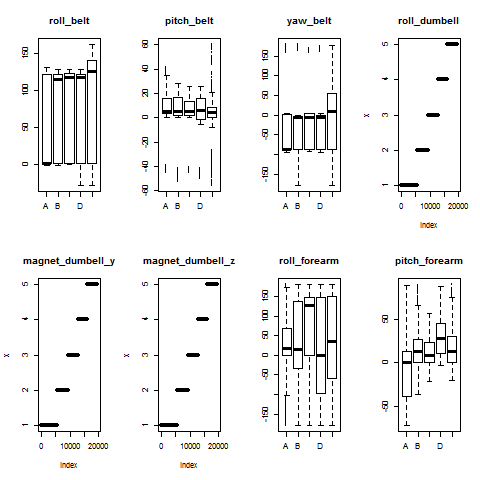 roll_belt
150
100
50
0
A B D
pitch_belt
60
40
20
0
-20
-40
-60
A B D
yaw_belt
150
100
50
0
-50
-150
A B D
roll_dumbell
5
4
3
2
1
x
0 10000 20000
Index
magnet_dumbell_y
5
4
3
2
1
x
0 10000 20000
Index
magnet_dumbell_z
5
4
3
2
1
x
0 10000 20000
Index
roll_forearm
150
100
50
0
-50
-150
A B D
pitch_forearm
50
0
-50
A B D